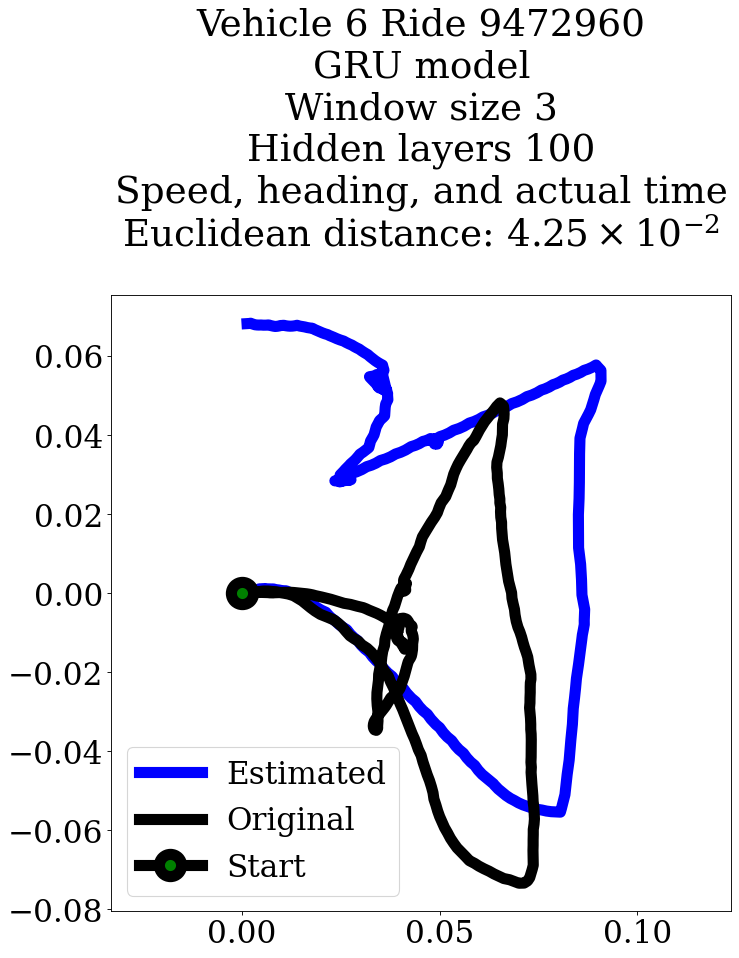 Vehicle 6 Ride 9472960
GRU model
Window size 3
Hidden layers 100
Speed, heading, and actual time
Euclidean distance: 4.25 × 10⁻²
0.06
0.04
0.02
0.00
−0.02
−0.04
−0.06
−0.08
Estimated
Original
Start
0.00 0.05 0.10